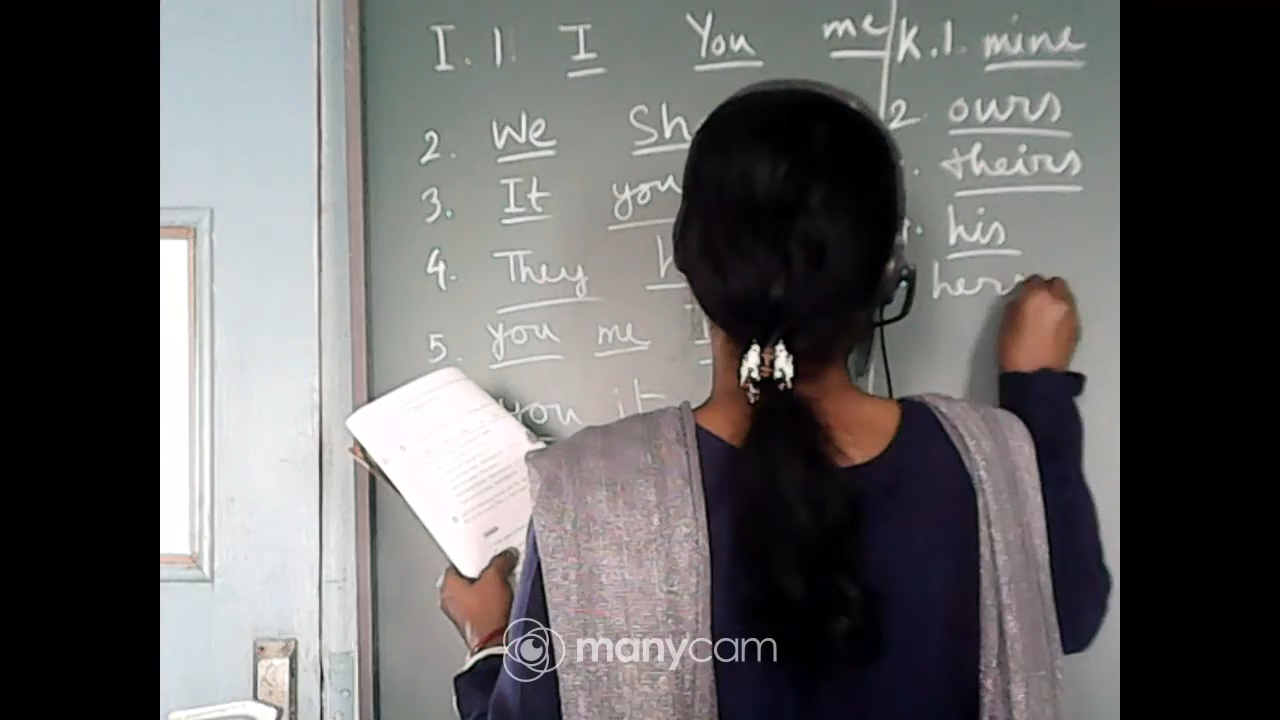 I. 1. I You me
2. We Sh
3. It you
4. They h
5. you me I
you it
K. 1. mine
2. ours
theirs
his
hers
manycam